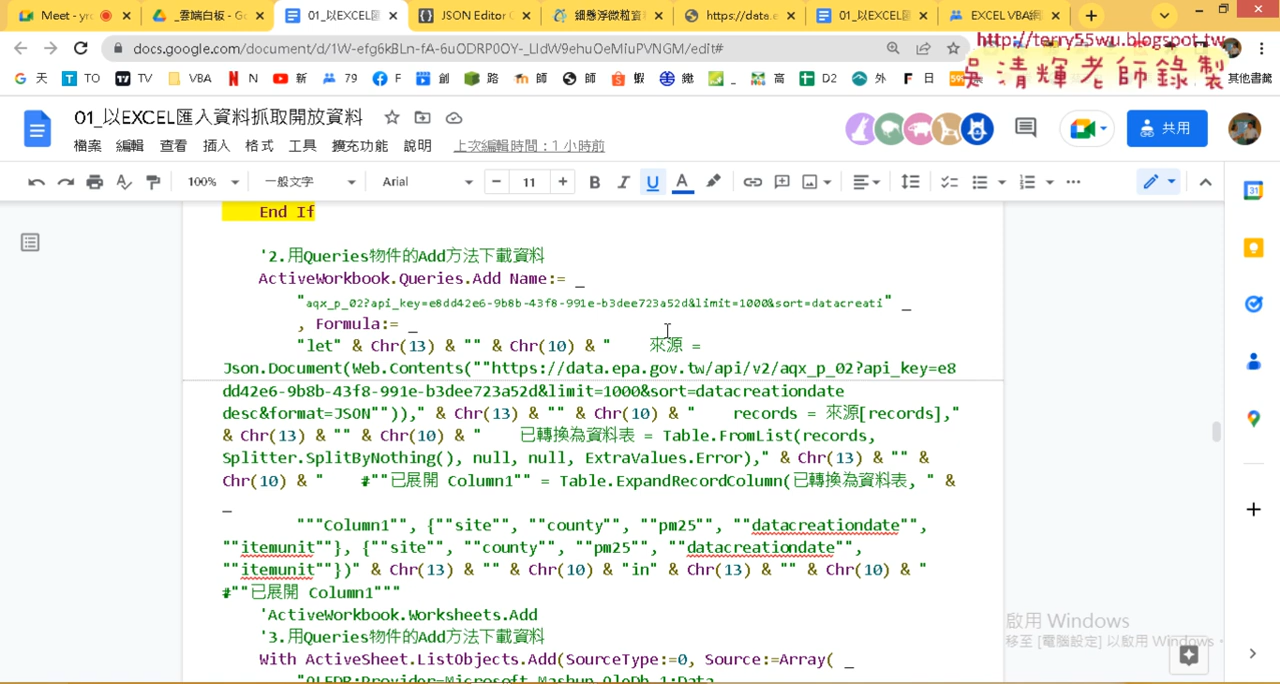 Meet - yr
_雲端白板 - Go
01_以EXCEL匯
JSON Editor O
細懸浮微粒資
https://data.e
01_以EXCEL匯
EXCEL VBA網
docs.google.com/document/d/1W-efg6kBLn-fA-6uODRP0OY-_LIdW9ehuOeMiuPVNGM/edit#
http://terry55wu.blogspot.tw
吳清輝老師錄製
天
TO
TV
VBA
N
新
79
F
創
路
師
師
蝦
高
D2
外
日
其他書籤
01_以EXCEL匯入資料抓取開放資料
共用
檔案 編輯 查看 插入 格式 工具 擴充功能 說明 上次編輯時間：1 小時前
100% 一般文字 Arial 11
End If
'2.用Queries物件的Add方法下載資料
ActiveWorkbook.Queries.Add Name:= _
"aqx_p_02?api_key=e8dd42e6-9b8b-43f8-991e-b3dee723a52d&limit=1000&sort=datacreati" _
, Formula:= _
"let" & Chr(13) & "" & Chr(10) & " 來源 =
Json.Document(Web.Contents(""https://data.epa.gov.tw/api/v2/aqx_p_02?api_key=e8
dd42e6-9b8b-43f8-991e-b3dee723a52d&limit=1000&sort=datacreationdate
desc&format=JSON""))," & Chr(13) & "" & Chr(10) & " records = 來源[records],"
& Chr(13) & "" & Chr(10) & " 已轉換為資料表 = Table.FromList(records,
Splitter.SplitByNothing(), null, null, ExtraValues.Error)," & Chr(13) & "" &
Chr(10) & " #""已展開 Column1"" = Table.ExpandRecordColumn(已轉換為資料表, " &
_
"""Column1"", {""site"", ""county"", ""pm25"", ""datacreationdate"",
""itemunit""}, {""site"", ""county"", ""pm25"", ""datacreationdate"",
""itemunit""})" & Chr(13) & "" & Chr(10) & "in" & Chr(13) & "" & Chr(10) & "
#""已展開 Column1"""
'ActiveWorkbook.Worksheets.Add
'3.用Queries物件的Add方法下載資料
With ActiveSheet.ListObjects.Add(SourceType:=0, Source:=Array( _
"OLEDB;Provider=Microsoft.Mashup.OleDb.1;Data
啟用 Windows
移至 [電腦設定] 以啟用 Windows。